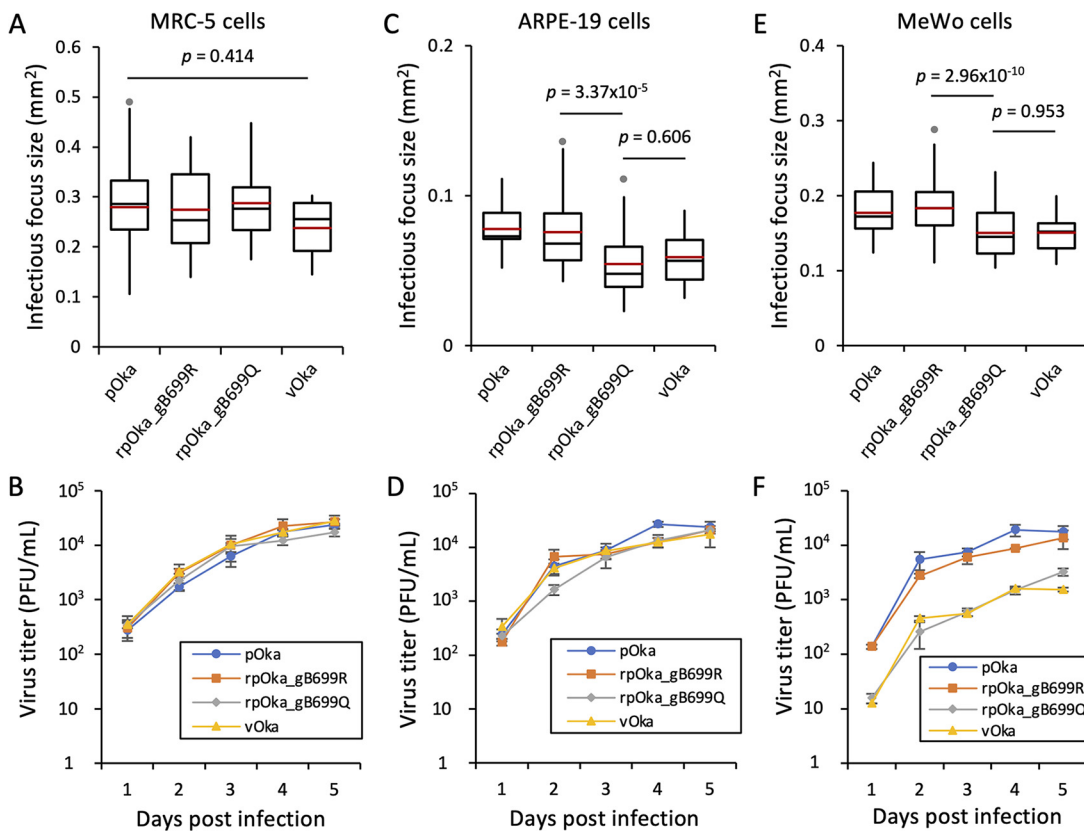 A
MRC-5 cells
Infectious focus size (mm²)
0.6
0.5
0.4
0.3
0.2
0.1
0
p = 0.414
pOka
rpOka_gB699R
rpOka_gB699Q
vOka
C
ARPE-19 cells
Infectious focus size (mm²)
0.2
0.1
0
p = 3.37x10⁻⁵
p = 0.606
pOka
rpOka_gB699R
rpOka_gB699Q
vOka
E
MeWo cells
Infectious focus size (mm²)
0.4
0.3
0.2
0.1
0
p = 2.96x10⁻¹⁰
p = 0.953
pOka
rpOka_gB699R
rpOka_gB699Q
vOka
B
Virus titer (PFU/mL)
10⁵
10⁴
10³
10²
10
1
pOka
rpOka_gB699R
rpOka_gB699Q
vOka
1 2 3 4 5
Days post infection
D
Virus titer (PFU/mL)
10⁵
10⁴
10³
10²
10
1
pOka
rpOka_gB699R
rpOka_gB699Q
vOka
1 2 3 4 5
Days post infection
F
Virus titer (PFU/mL)
10⁵
10⁴
10³
10²
10
1
pOka
rpOka_gB699R
rpOka_gB699Q
vOka
1 2 3 4 5
Days post infection